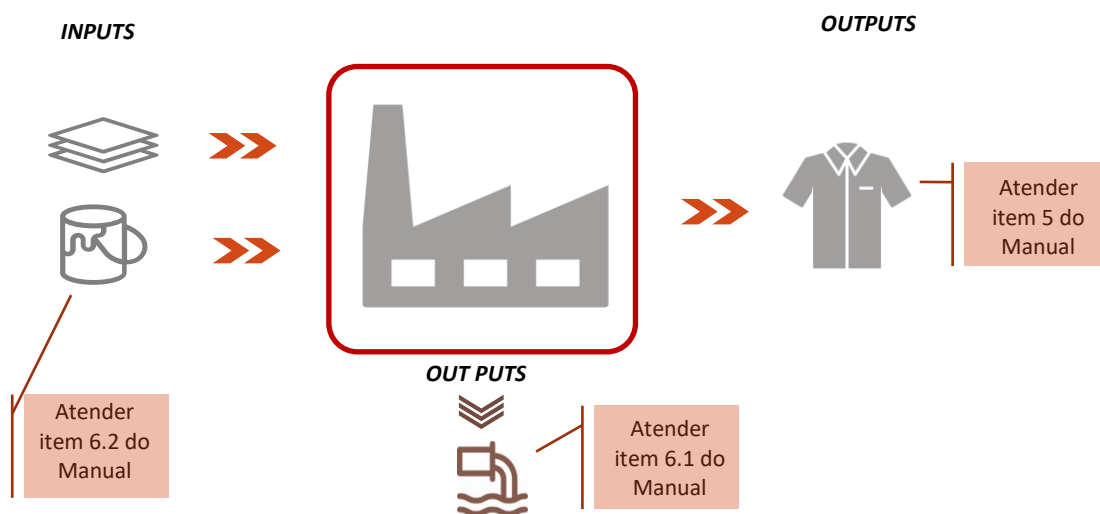 INPUTS
OUTPUTS
Atender
item 5 do
Manual
OUT PUTS
Atender
item 6.2 do
Manual
Atender
item 6.1 do
Manual